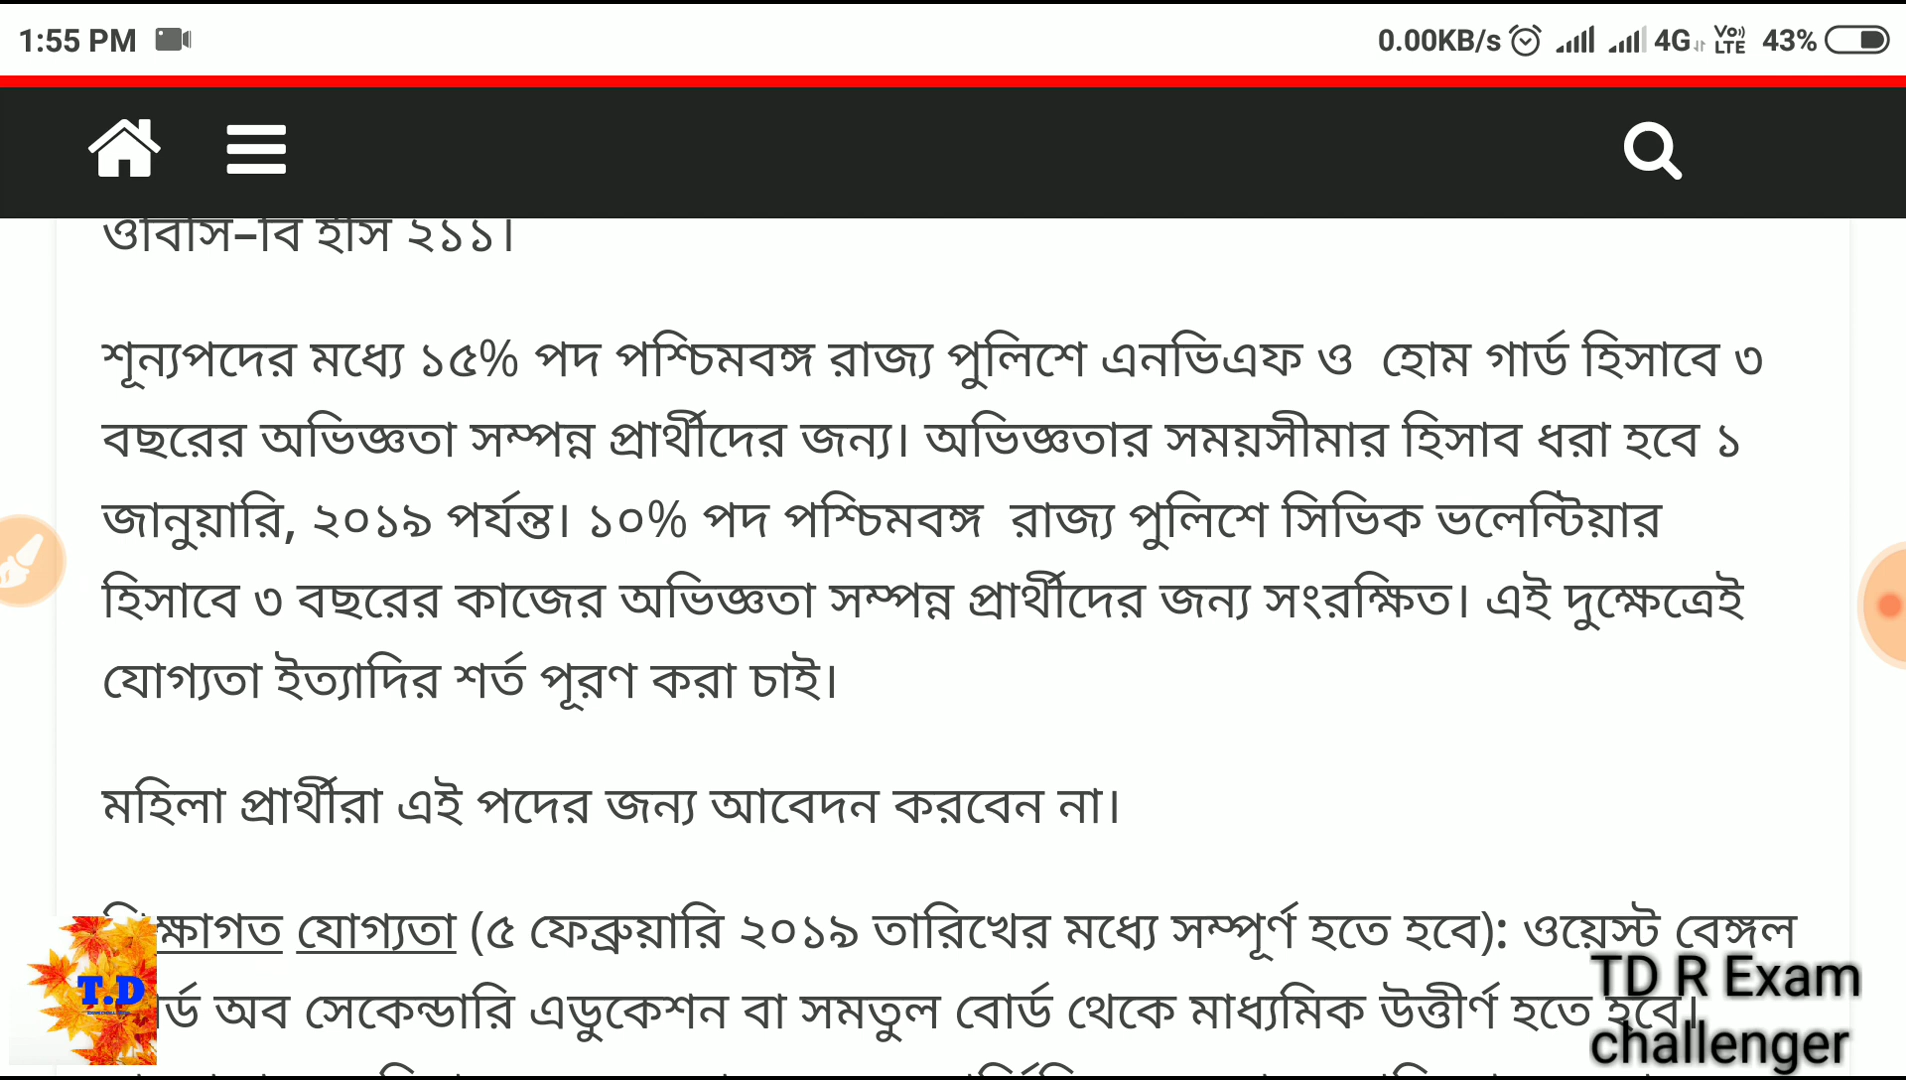 1:55 PM 0.00KB/s 4G Vo)) LTE 43%
ওবিসি–বি হাস ২১১।
শূন্যপদের মধ্যে ১৫% পদ পশ্চিমবঙ্গ রাজ্য পুলিশে এনভিএফ ও হোম গার্ড হিসাবে ৩
বছরের অভিজ্ঞতা সম্পন্ন প্রার্থীদের জন্য। অভিজ্ঞতার সময়সীমার হিসাব ধরা হবে ১
জানুয়ারি, ২০১৯ পর্যন্ত। ১০% পদ পশ্চিমবঙ্গ রাজ্য পুলিশে সিভিক ভলেন্টিয়ার
হিসাবে ৩ বছরের কাজের অভিজ্ঞতা সম্পন্ন প্রার্থীদের জন্য সংরক্ষিত। এই দুক্ষেত্রেই
যোগ্যতা ইত্যাদির শর্ত পূরণ করা চাই।
মহিলা প্রার্থীরা এই পদের জন্য আবেদন করবেন না।
যোগ্যতা (৫ ফেব্রুয়ারি ২০১৯ তারিখের মধ্যে সম্পূর্ণ হতে হবে): ওয়েস্ট বেঙ্গল
অব সেকেন্ডারি এডুকেশন বা সমতুল বোর্ড থেকে মাধ্যমিক উত্তীর্ণ হতে হবে।
T.D
TD R Exam
challenger